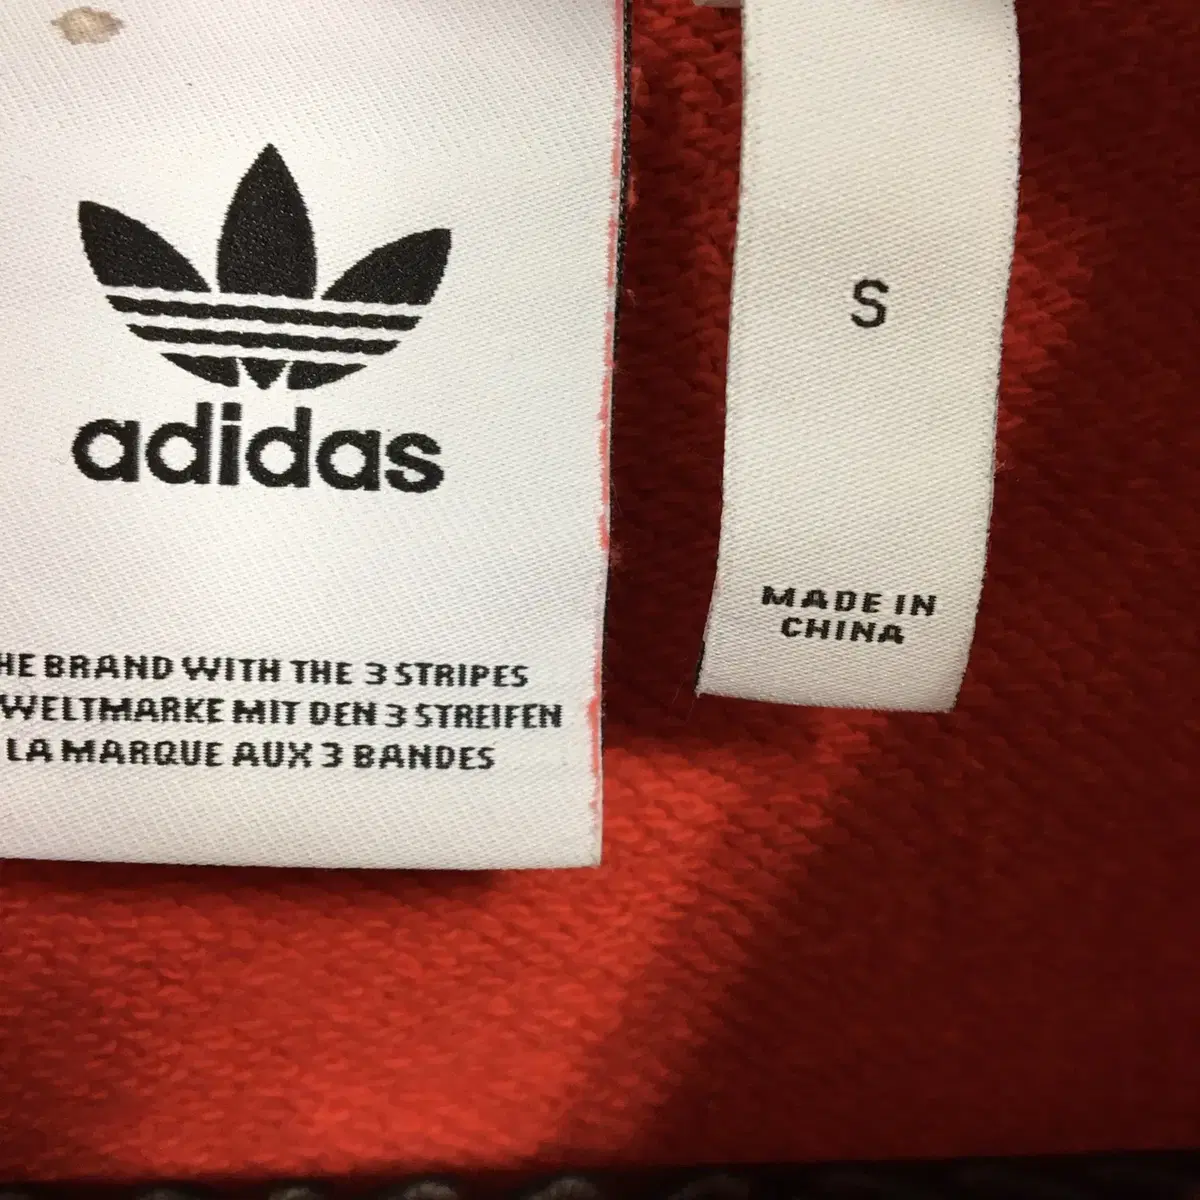 adidas
HE BRAND WITH THE 3 STRIPES
WELTMARKE MIT DEN 3 STREIFEN
LA MARQUE AUX 3 BANDES
S
MADE IN
CHINA